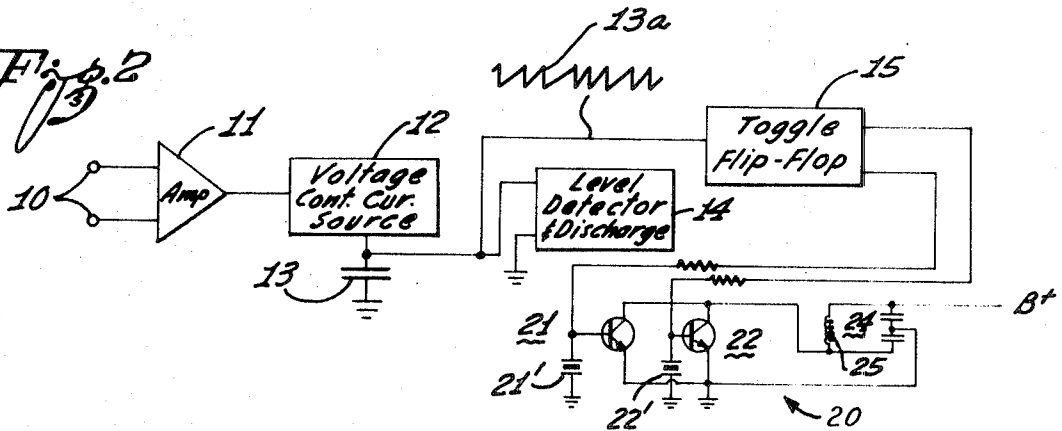 Fig. 2
10
11
Amp
12
Voltage
Cont. Cur.
Source
13
13a
Level
Detector
& Discharge
14
15
Toggle
Flip-Flop
21
21'
22
22'
24
25
B+
20